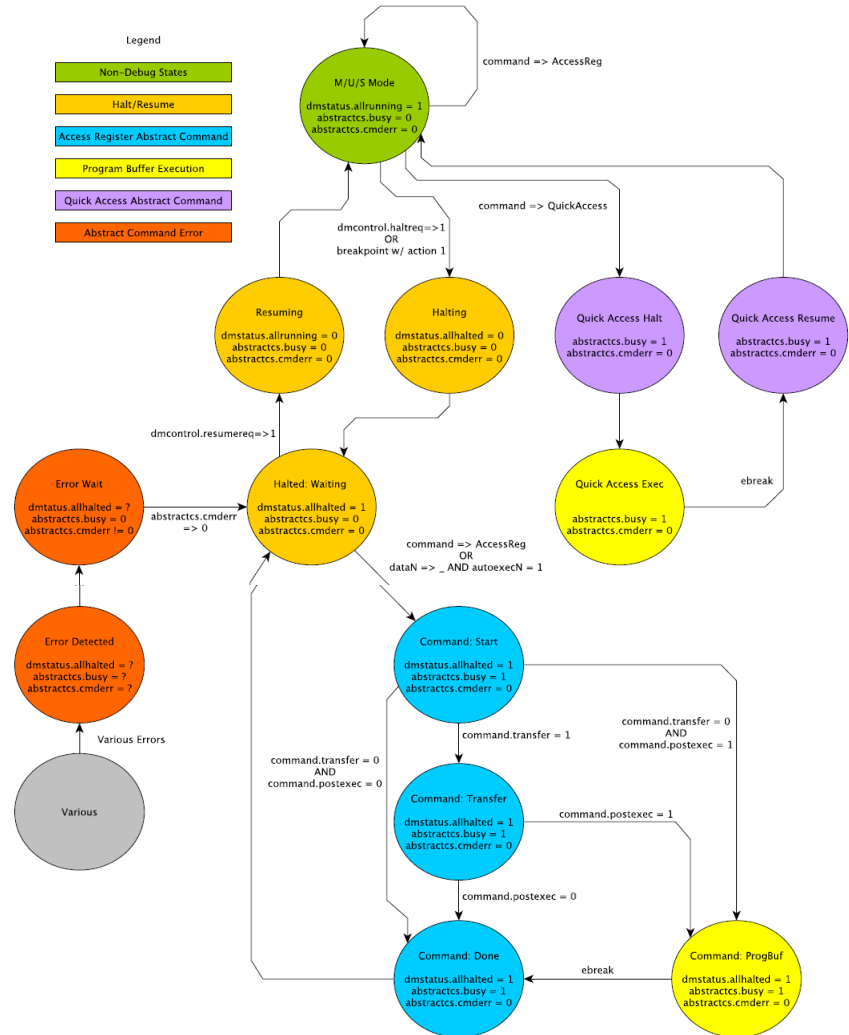 Legend
Non-Debug States
Halt/Resume
Access Register Abstract Command
Program Buffer Execution
Quick Access Abstract Command
Abstract Command Error
M/U/S Mode
dmstatus.allrunning = 1
abstractcs.busy = 0
abstractcs.cmderr = 0
command => AccessReg
command => QuickAccess
dmcontrol.haltreq=>1
OR
breakpoint w/ action 1
Resuming
dmstatus.allrunning = 0
abstractcs.busy = 0
abstractcs.cmderr = 0
Halting
dmstatus.allhalted = 0
abstractcs.busy = 0
abstractcs.cmderr = 0
Quick Access Halt
abstractcs.busy = 1
abstractcs.cmderr = 0
Quick Access Resume
abstractcs.busy = 1
abstractcs.cmderr = 0
dmcontrol.resumereq=>1
Error Wait
dmtatus.allhalted = ?
abstractcs.busy = 0
abstractcs.cmderr != 0
abstractcs.cmderr
=> 0
Halted: Waiting
dmstatus.allhalted = 1
abstractcs.busy = 0
abstractcs.cmderr = 0
Quick Access Exec
abstractcs.busy = 1
abstractcs.cmderr = 0
ebreak
command => AccessReg
OR
dataN => _ AND autoexecN = 1
Error Detected
dmstatus.allhalted = ?
abstractcs.busy = ?
abstractcs.cmderr = ?
Command: Start
dmstatus.allhalted = 1
abstractcs.busy = 1
abstractcs.cmderr = 0
Various Errors
command.transfer = 0
AND
command.postexec = 1
command.transfer = 1
command.transfer = 0
AND
command.postexec = 0
Various
Command: Transfer
dmstatus.allhalted = 1
abstractcs.busy = 1
abstractcs.cmderr = 0
command.postexec = 1
command.postexec = 0
Command: Done
dmstatus.allhalted = 1
abstractcs.busy = 1
abstractcs.cmderr = 0
ebreak
Command: ProgBuf
dmstatus.allhalted = 1
abstractcs.busy = 1
abstractcs.cmderr = 0